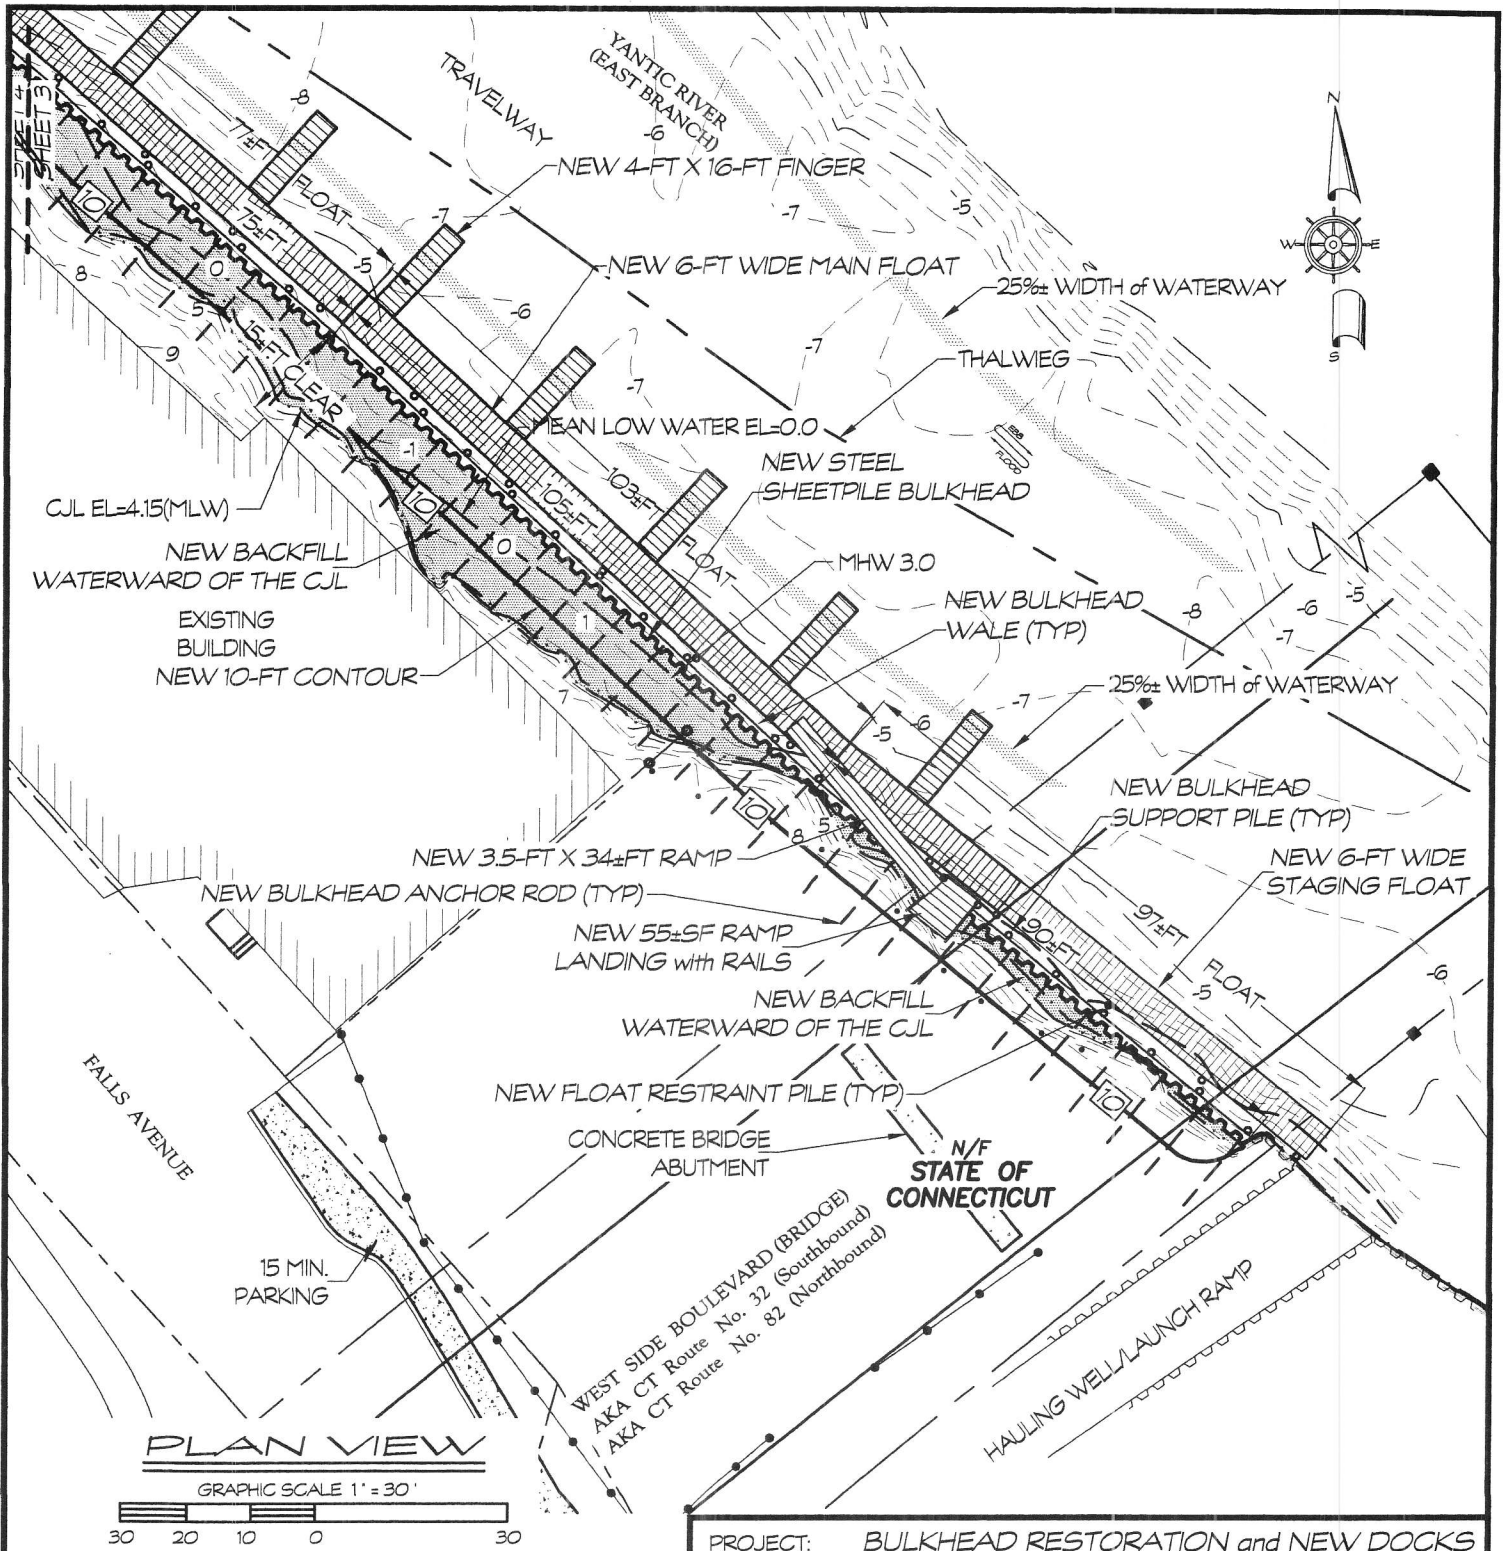 SHEET 4
SHEET 3
YANTIC RIVER
(EAST BRANCH)
TRAVELWAY
-8
-6
77±FT
FLOAT
NEW 4-FT X 16-FT FINGER
N
W
E
S
10
75±FT
-7
-7
-5
8
0
-5
NEW 6-FT WIDE MAIN FLOAT
25%± WIDTH of WATERWAY
5
-6
9
15±FT CLEAR
-7
-7
THALWIEG
MEAN LOW WATER EL=0.0
EBB
FLOOD
-1
NEW STEEL
SHEETPILE BULKHEAD
103±FT
FLOAT
105±FT
10
CJL EL=4.15(MLW)
NEW BACKFILL
WATERWARD OF THE CJL
0
MHW 3.0
EXISTING
BUILDING
NEW 10-FT CONTOUR
1
NEW BULKHEAD
WALE (TYP)
-8
-6
-5
-7
7
25%± WIDTH of WATERWAY
-7
-6
-5
NEW BULKHEAD
SUPPORT PILE (TYP)
10
8
5
NEW 3.5-FT X 34±FT RAMP
NEW 6-FT WIDE
STAGING FLOAT
NEW BULKHEAD ANCHOR ROD (TYP)
NEW 55±SF RAMP
LANDING with RAILS
90±FT
97±FT
FLOAT
-5
-6
NEW BACKFILL
WATERWARD OF THE CJL
NEW FLOAT RESTRAINT PILE (TYP)
10
FALLS AVENUE
CONCRETE BRIDGE
ABUTMENT
N/F
STATE OF
CONNECTICUT
15 MIN.
PARKING
WEST SIDE BOULEVARD (BRIDGE)
AKA CT Route No. 32 (Southbound)
AKA CT Route No. 82 (Northbound)
HAULING WELL/LAUNCH RAMP
PLAN VIEW
GRAPHIC SCALE 1" = 30'
30 20 10 0 30
PROJECT: BULKHEAD RESTORATION and NEW DOCKS